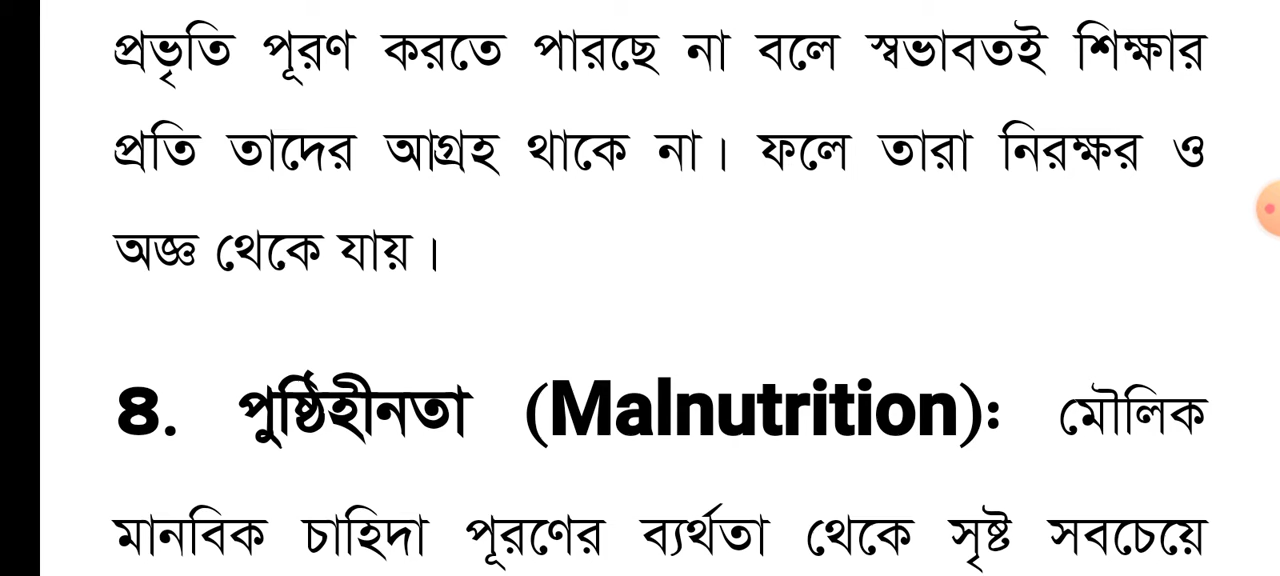 প্রভৃতি পূরণ করতে পারছে না বলে স্বভাবতই শিক্ষার
প্রতি তাদের আগ্রহ থাকে না। ফলে তারা নিরক্ষর ও
অজ্ঞ থেকে যায়।
৪. পুষ্ঠিহীনতা (Malnutrition): মৌলিক
মানবিক চাহিদা পূরণের ব্যর্থতা থেকে সৃষ্ট সবচেয়ে